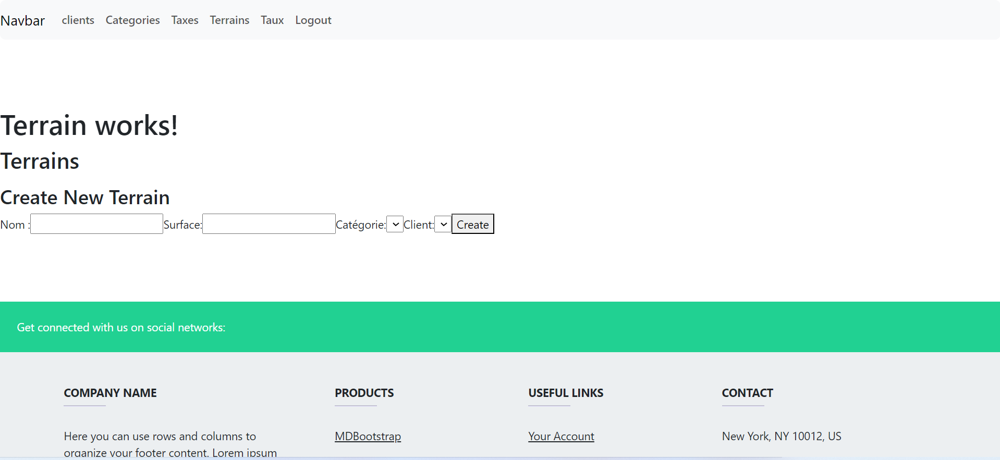 Navbar clients Categories Taxes Terrains Taux Logout
Terrain works!
Terrains
Create New Terrain
Nom : Surface: Catégorie: Client: Create
Get connected with us on social networks:
COMPANY NAME PRODUCTS USEFUL LINKS CONTACT
Here you can use rows and columns to MDBootstrap Your Account New York, NY 10012, US
organize your footer content. Lorem ipsum